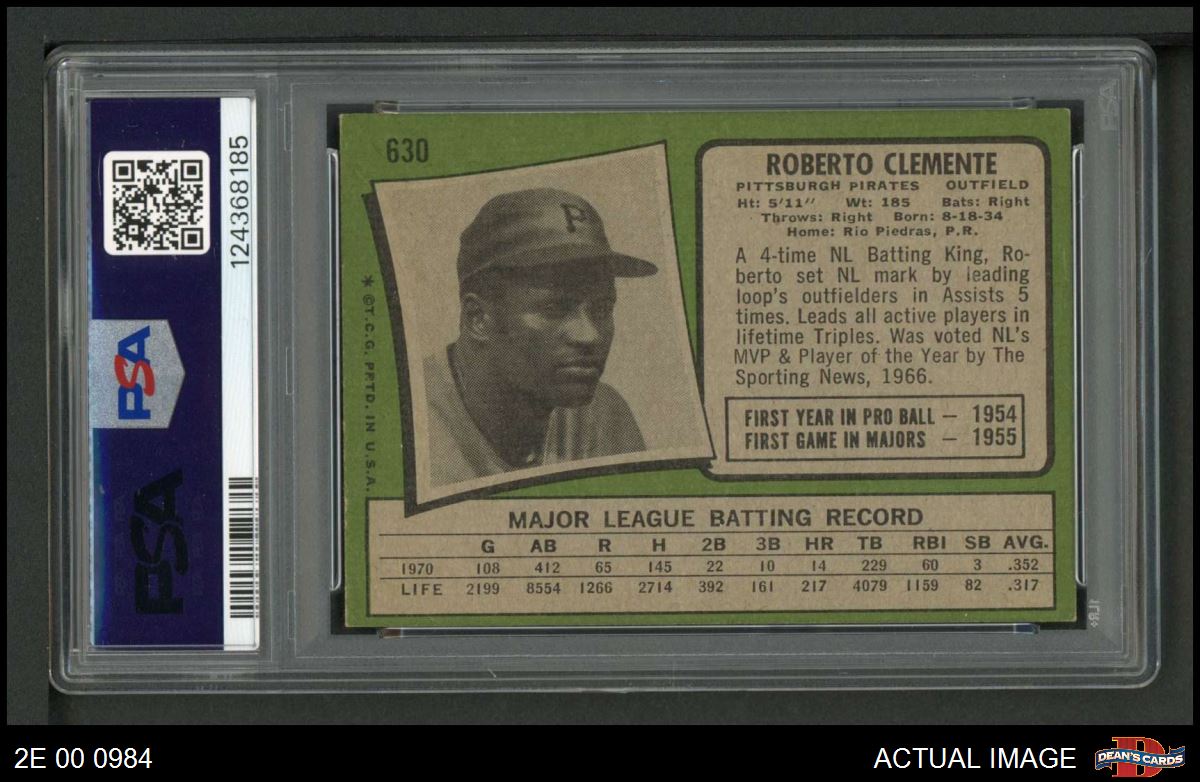 124368185
PSA
PSA
630
P
* ©T.C.G. PRTD. IN U.S.A.
ROBERTO CLEMENTE
PITTSBURGH PIRATES OUTFIELD
Ht: 5'11" Wt: 185 Bats: Right
Throws: Right Born: 8-18-34
Home: Rio Piedras, P.R.
A 4-time NL Batting King, Ro-
berto set NL mark by leading
loop's outfielders in Assists 5
times. Leads all active players in
lifetime Triples. Was voted NL's
MVP & Player of the Year by The
Sporting News, 1966.
FIRST YEAR IN PRO BALL — 1954
FIRST GAME IN MAJORS — 1955
MAJOR LEAGUE BATTING RECORD
G AB R H 2B 3B HR TB RBI SB AVG.
1970 108 412 65 145 22 10 14 229 60 3 .352
LIFE 2199 8554 1266 2714 392 161 217 4079 1159 82 .317
PSA
2E 00 0984
ACTUAL IMAGE
D
DEAN'S CARDS